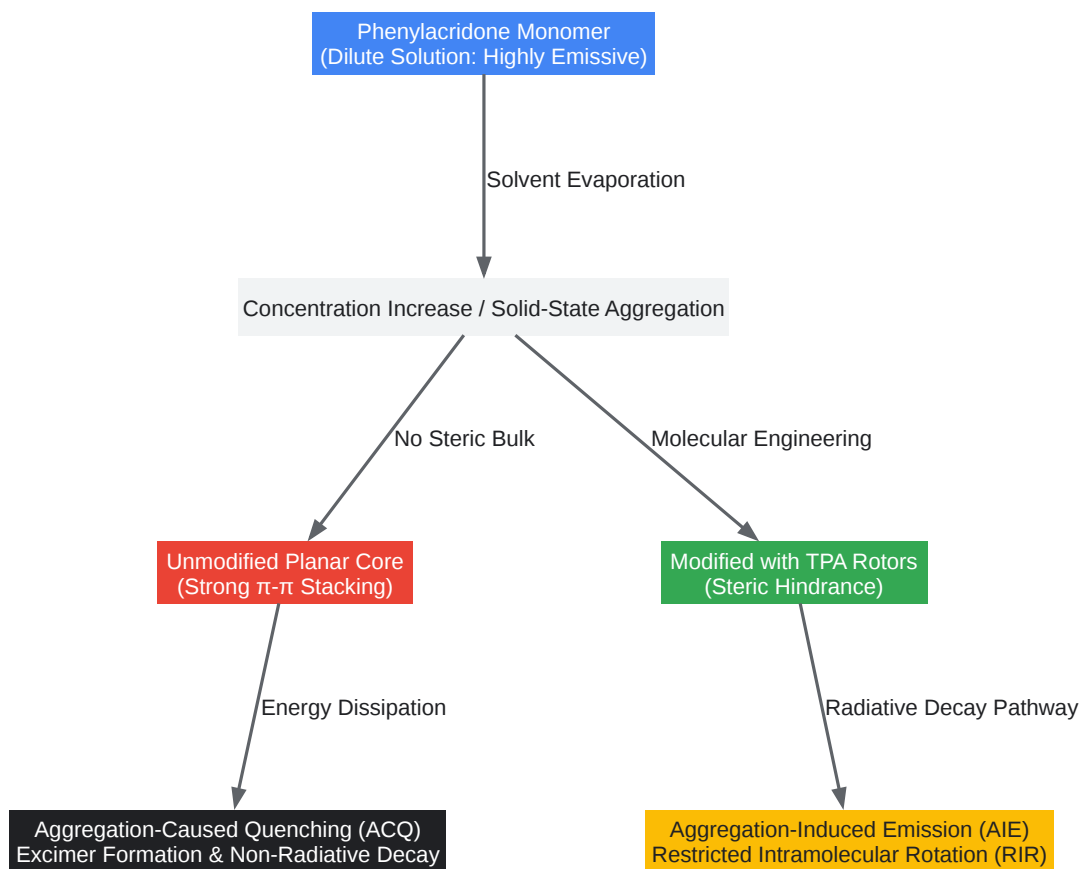 Phenylacridone Monomer
(Dilute Solution: Highly Emissive)
Solvent Evaporation
Concentration Increase / Solid-State Aggregation
No Steric Bulk
Molecular Engineering
Unmodified Planar Core
(Strong π-π Stacking)
Modified with TPA Rotors
(Steric Hindrance)
Energy Dissipation
Radiative Decay Pathway
Aggregation-Caused Quenching (ACQ)
Excimer Formation & Non-Radiative Decay
Aggregation-Induced Emission (AIE)
Restricted Intramolecular Rotation (RIR)